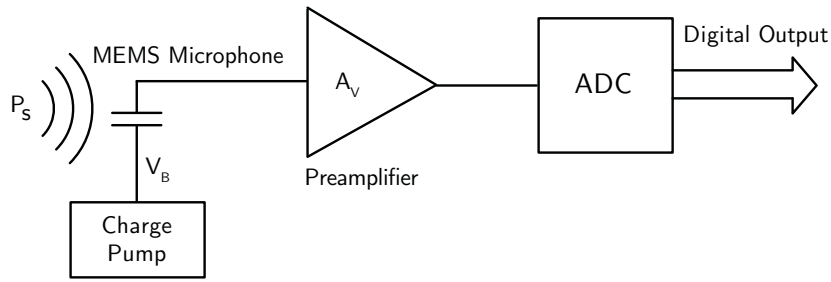 MEMS Microphone
Digital Output
P_S
A_V
ADC
V_B
Preamplifier
Charge
Pump